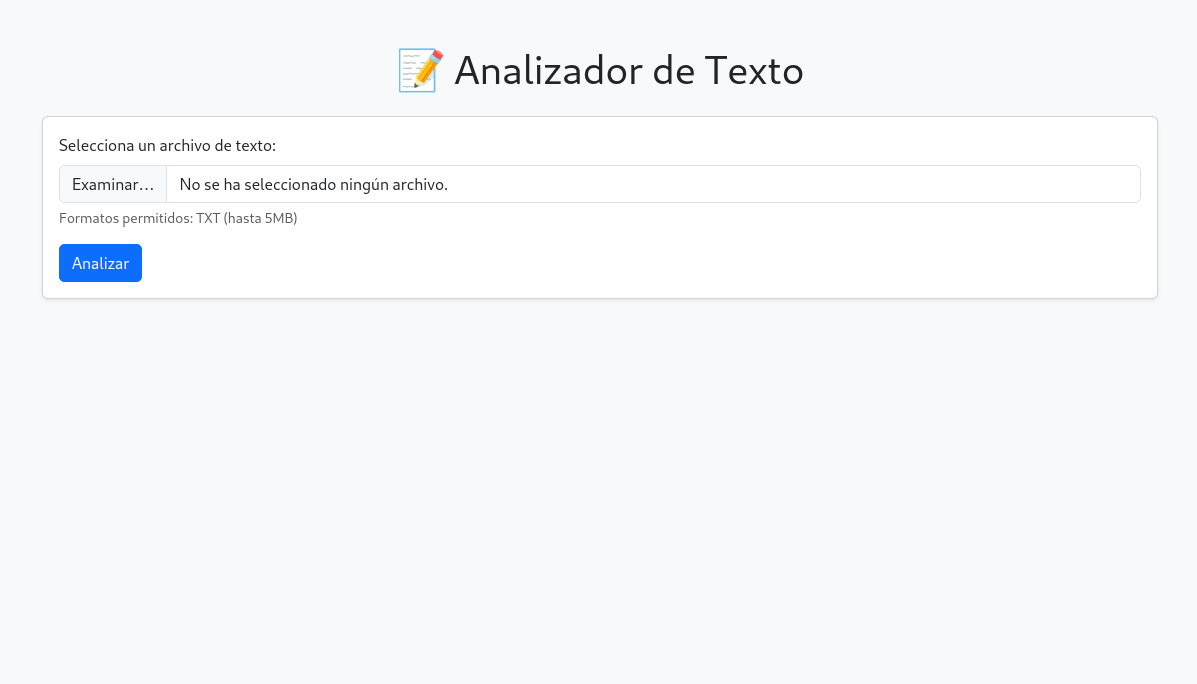 Analizador de Texto
Selecciona un archivo de texto:
Examinar... No se ha seleccionado ningún archivo.
Formatos permitidos: TXT (hasta 5MB)
Analizar